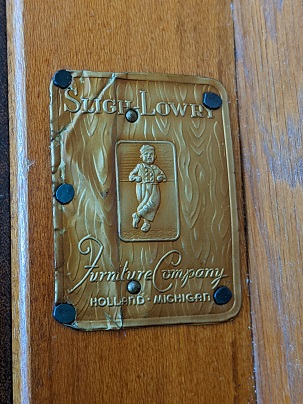 Sligh-Lowry
Furniture Company
HOLLAND · MICHIGAN